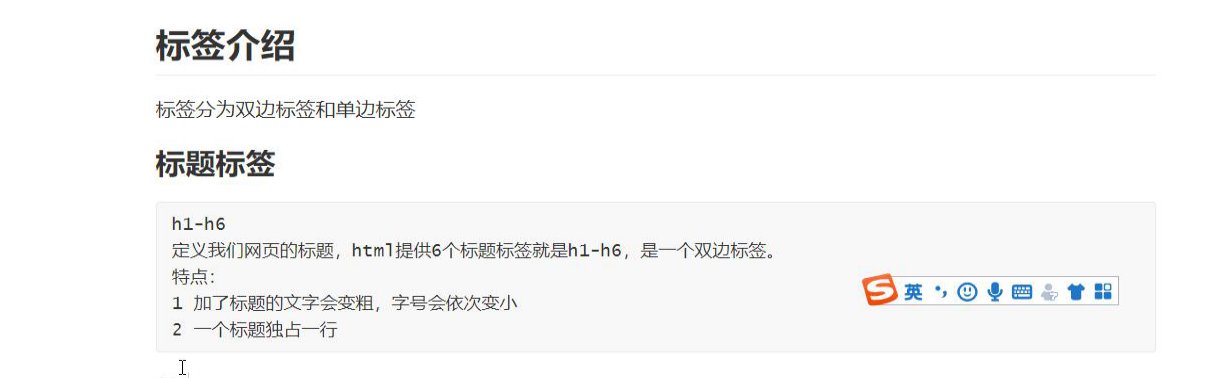 标签介绍
标签分为双边标签和单边标签
标题标签
h1-h6
定义我们网页的标题，html提供6个标题标签就是h1-h6，是一个双边标签。
特点：
1 加了标题的文字会变粗，字号会依次变小
2 一个标题独占一行
S 英